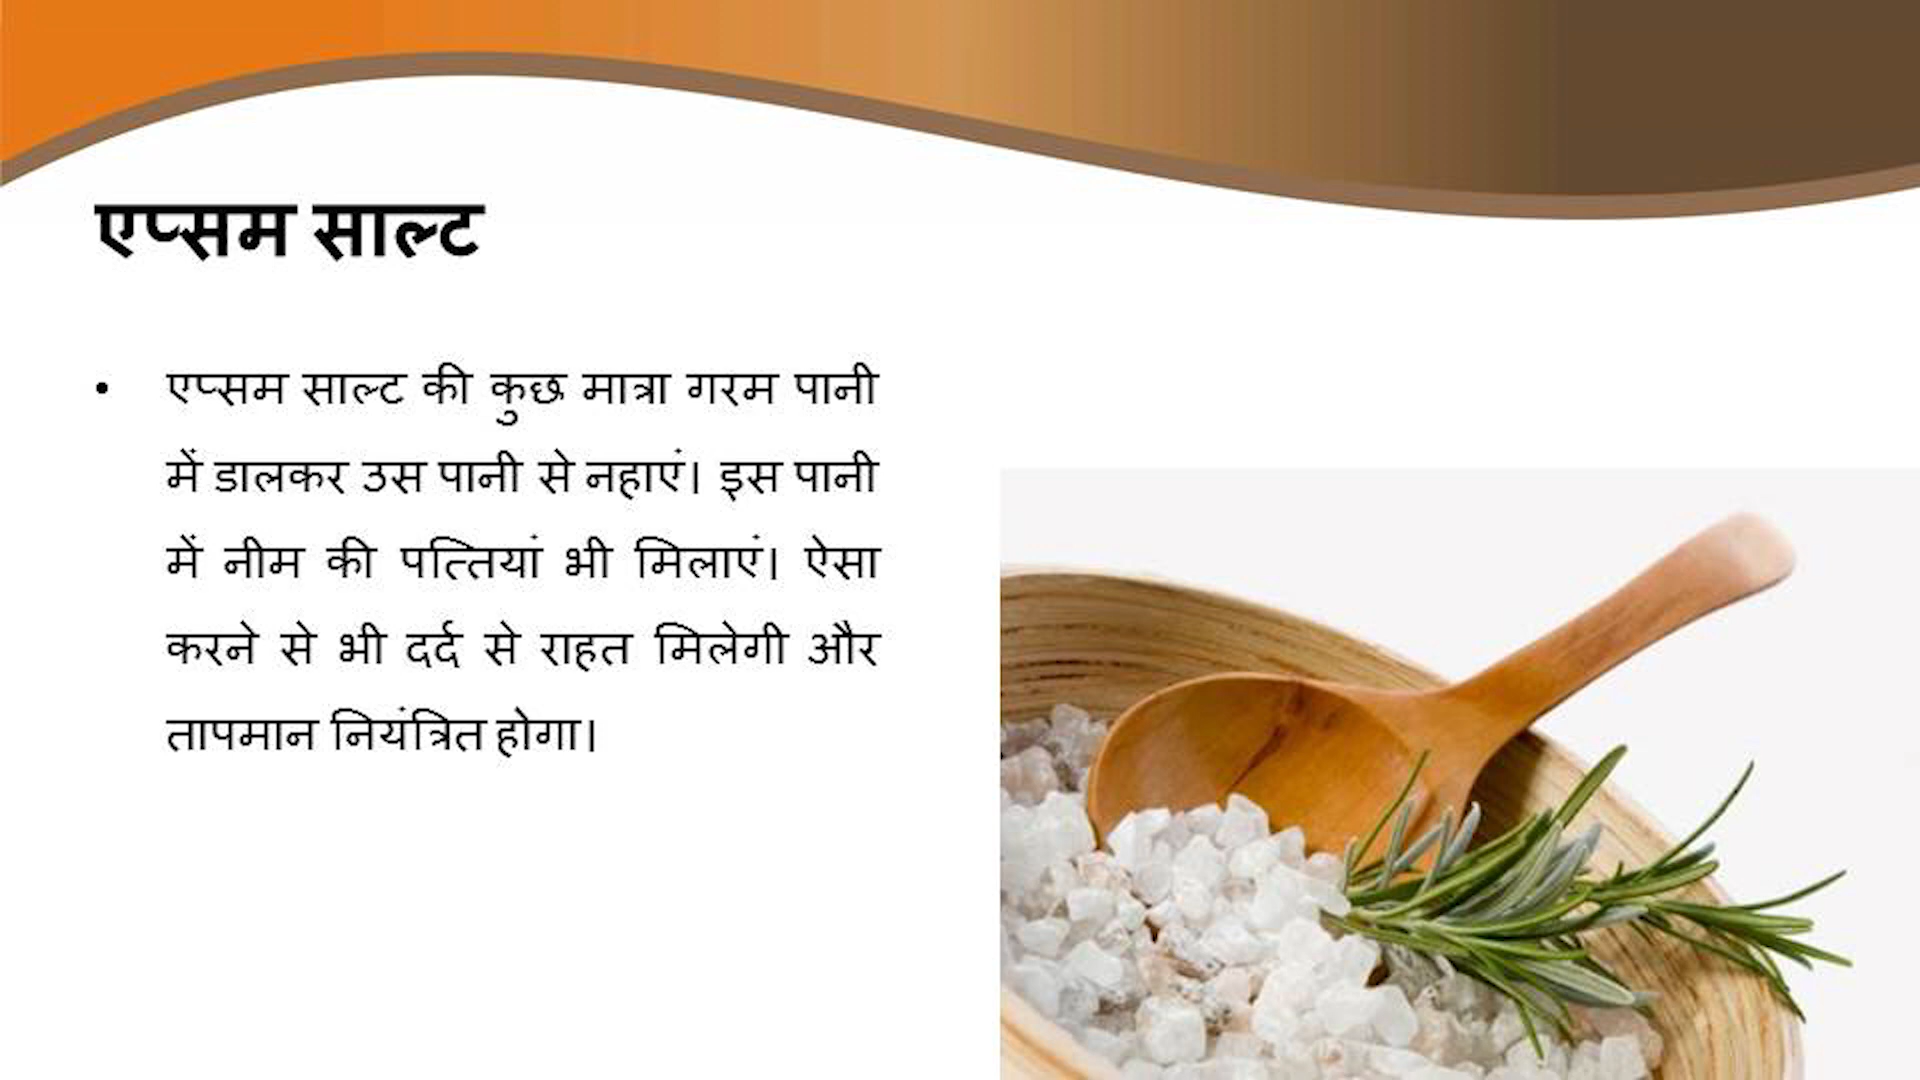 एप्सम साल्ट
• एप्सम साल्ट की कुछ मात्रा गरम पानी
में डालकर उस पानी से नहाएं। इस पानी
में नीम की पत्तियां भी मिलाएं। ऐसा
करने से भी दर्द से राहत मिलेगी और
तापमान नियंत्रित होगा।